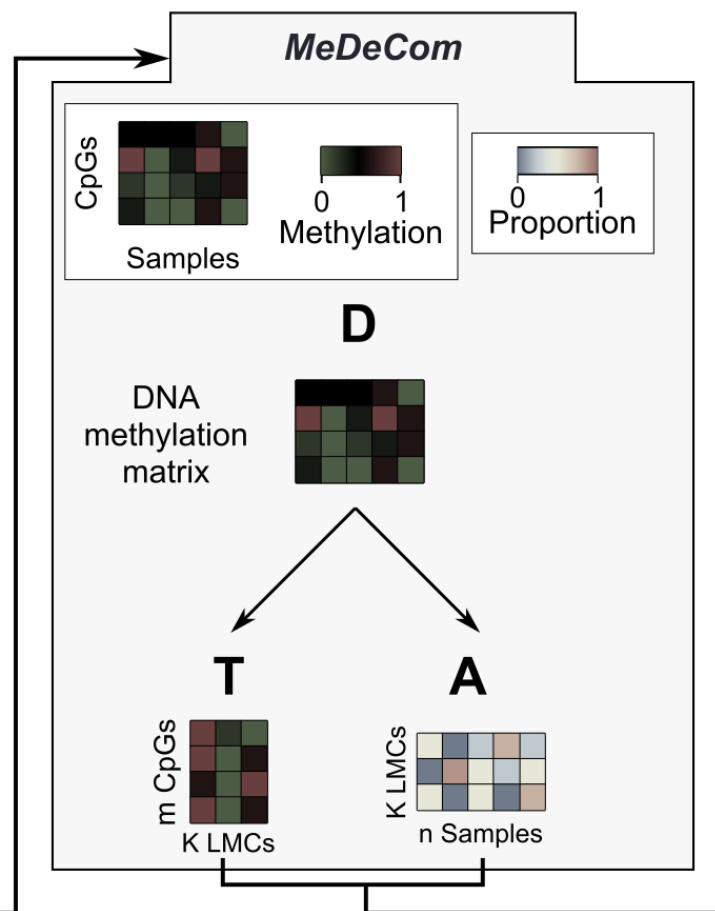 MeDeCom
CpGs
Samples
0 1
Methylation
0 1
Proportion
D
DNA
methylation
matrix
T
A
m CpGs
K LMCs
K LMCs
n Samples